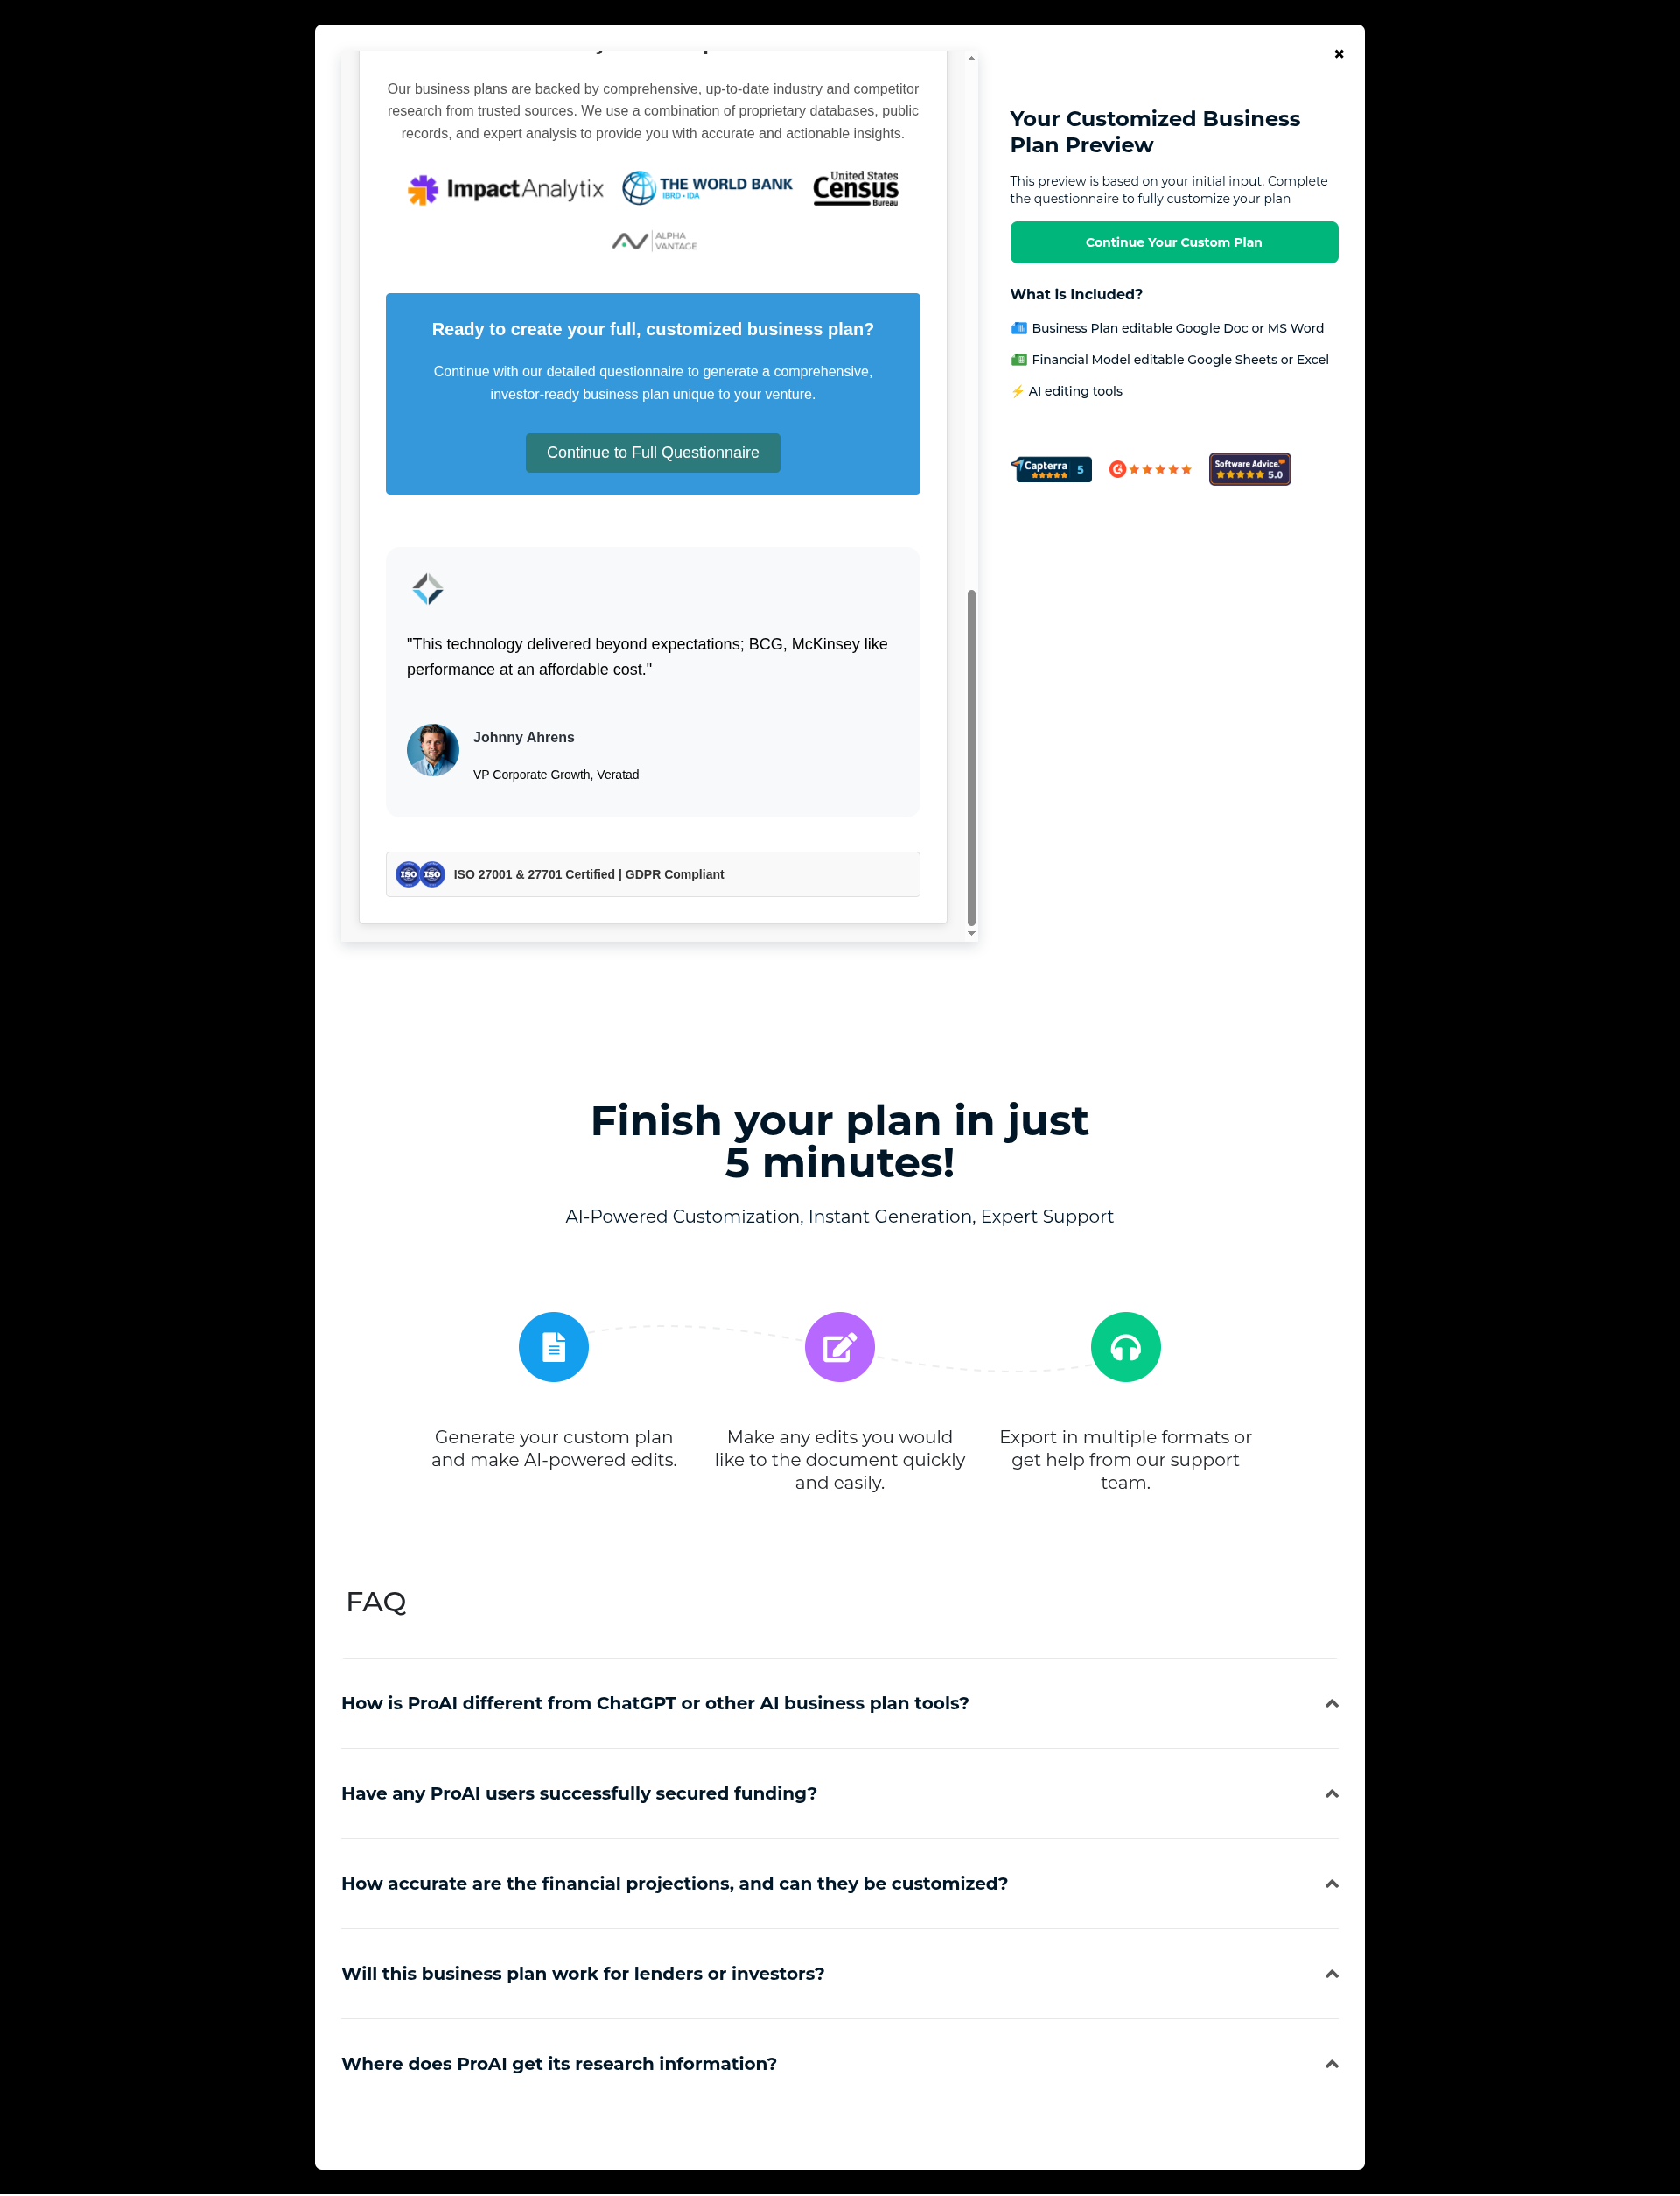 Our business plans are backed by comprehensive, up-to-date industry and competitor
research from trusted sources. We use a combination of proprietary databases, public
records, and expert analysis to provide you with accurate and actionable insights.
ImpactAnalytix
THE WORLD BANK
IBRD • IDA
United States
Census
Bureau
ALPHA
VANTAGE
Ready to create your full, customized business plan?
Continue with our detailed questionnaire to generate a comprehensive,
investor-ready business plan unique to your venture.
Continue to Full Questionnaire
"This technology delivered beyond expectations; BCG, McKinsey like
performance at an affordable cost."
Johnny Ahrens
VP Corporate Growth, Veratad
ISO ISO ISO 27001 & 27701 Certified | GDPR Compliant
Your Customized Business
Plan Preview
This preview is based on your initial input. Complete
the questionnaire to fully customize your plan
Continue Your Custom Plan
What is Included?
Business Plan editable Google Doc or MS Word
Financial Model editable Google Sheets or Excel
⚡ AI editing tools
Capterra 5
Software Advice.
5.0
Finish your plan in just
5 minutes!
AI-Powered Customization, Instant Generation, Expert Support
Generate your custom plan
and make AI-powered edits.
Make any edits you would
like to the document quickly
and easily.
Export in multiple formats or
get help from our support
team.
FAQ
How is ProAI different from ChatGPT or other AI business plan tools?
Have any ProAI users successfully secured funding?
How accurate are the financial projections, and can they be customized?
Will this business plan work for lenders or investors?
Where does ProAI get its research information?